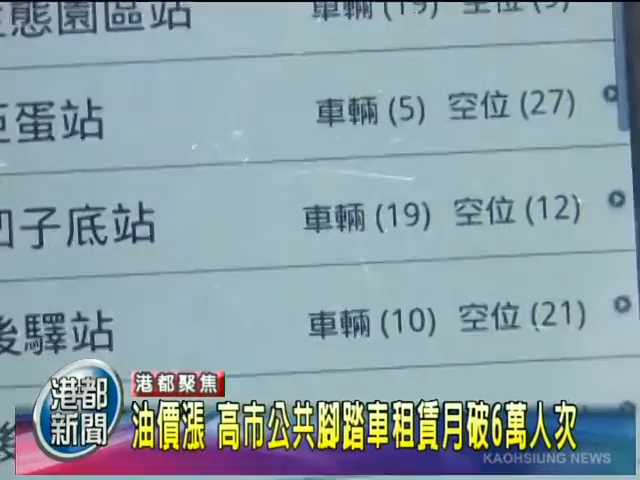 態園區站 車輛(19) 空位(9)
蛋站 車輛(5) 空位(27)
子底站 車輛(19) 空位(12)
後驛站 車輛(10) 空位(21)
港都新聞
港都聚焦
油價漲 高市公共腳踏車租賃月破6萬人次
KAOHSIUNG NEWS